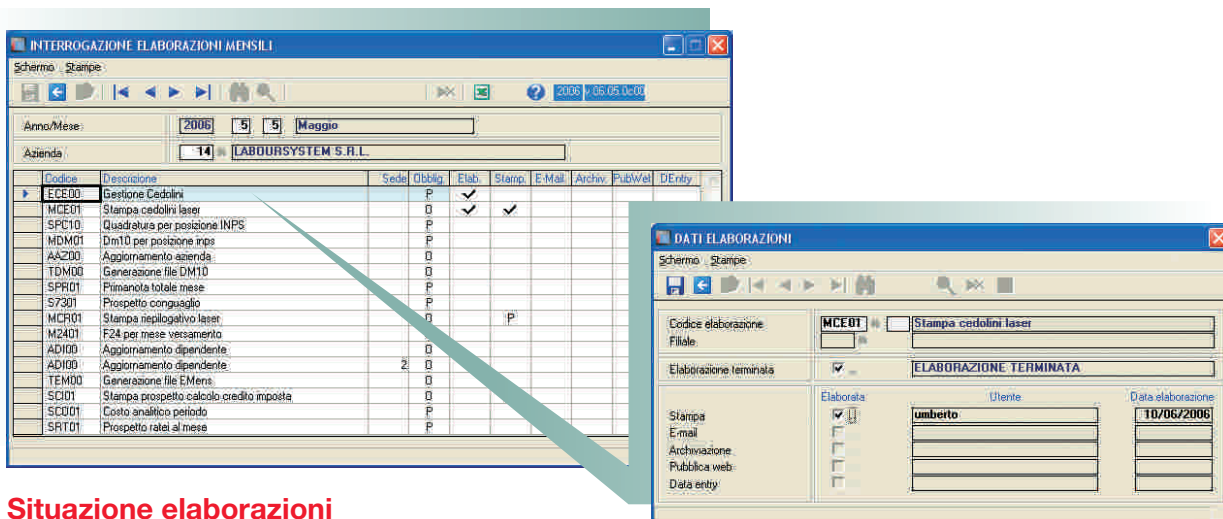 INTERROGAZIONE ELABORAZIONI MENSILI
Schermo Stampe
2006 v.06.05.0c00
Anno/Mese 2006 5 5 Maggio
Azienda 14 LABOURSYSTEM S.R.L.
Codice Descrizione Sede Obblig. Elab. Stamp. E-Mail. Archiv. PubWeb DEntry
ECE00 Gestione Cedolini P
MCE01 Stampa cedolini laser O
SPC10 Quadratura per posizione INPS P
MDM01 Dm10 per posizione inps P
AAZ00 Aggiornamento azienda O
TDM00 Generazione file DM10 O
SPR01 Primanota totale mese P
S7301 Prospetto conguaglio P
MCR01 Stampa riepilogativo laser O P
M2401 F24 per mese versamento
ADI00 Aggiornamento dipendente O
ADI00 Aggiornamento dipendente 2 O
TEM00 Generazione file EMens O
SCI01 Stampa prospetto calcolo credito imposta O
SCO01 Costo analitico periodo P
SRT01 Prospetto ratei al mese P
DATI ELABORAZIONI
Schermo Stampe
Codice elaborazione MCE01 Stampa cedolini laser
Filiale
Elaborazione terminata ELABORAZIONE TERMINATA
Elaborata Utente Data elaborazione
Stampa umberto 10/06/2006
E-mail
Archiviazione
Pubblica web
Data entry
Situazione elaborazioni